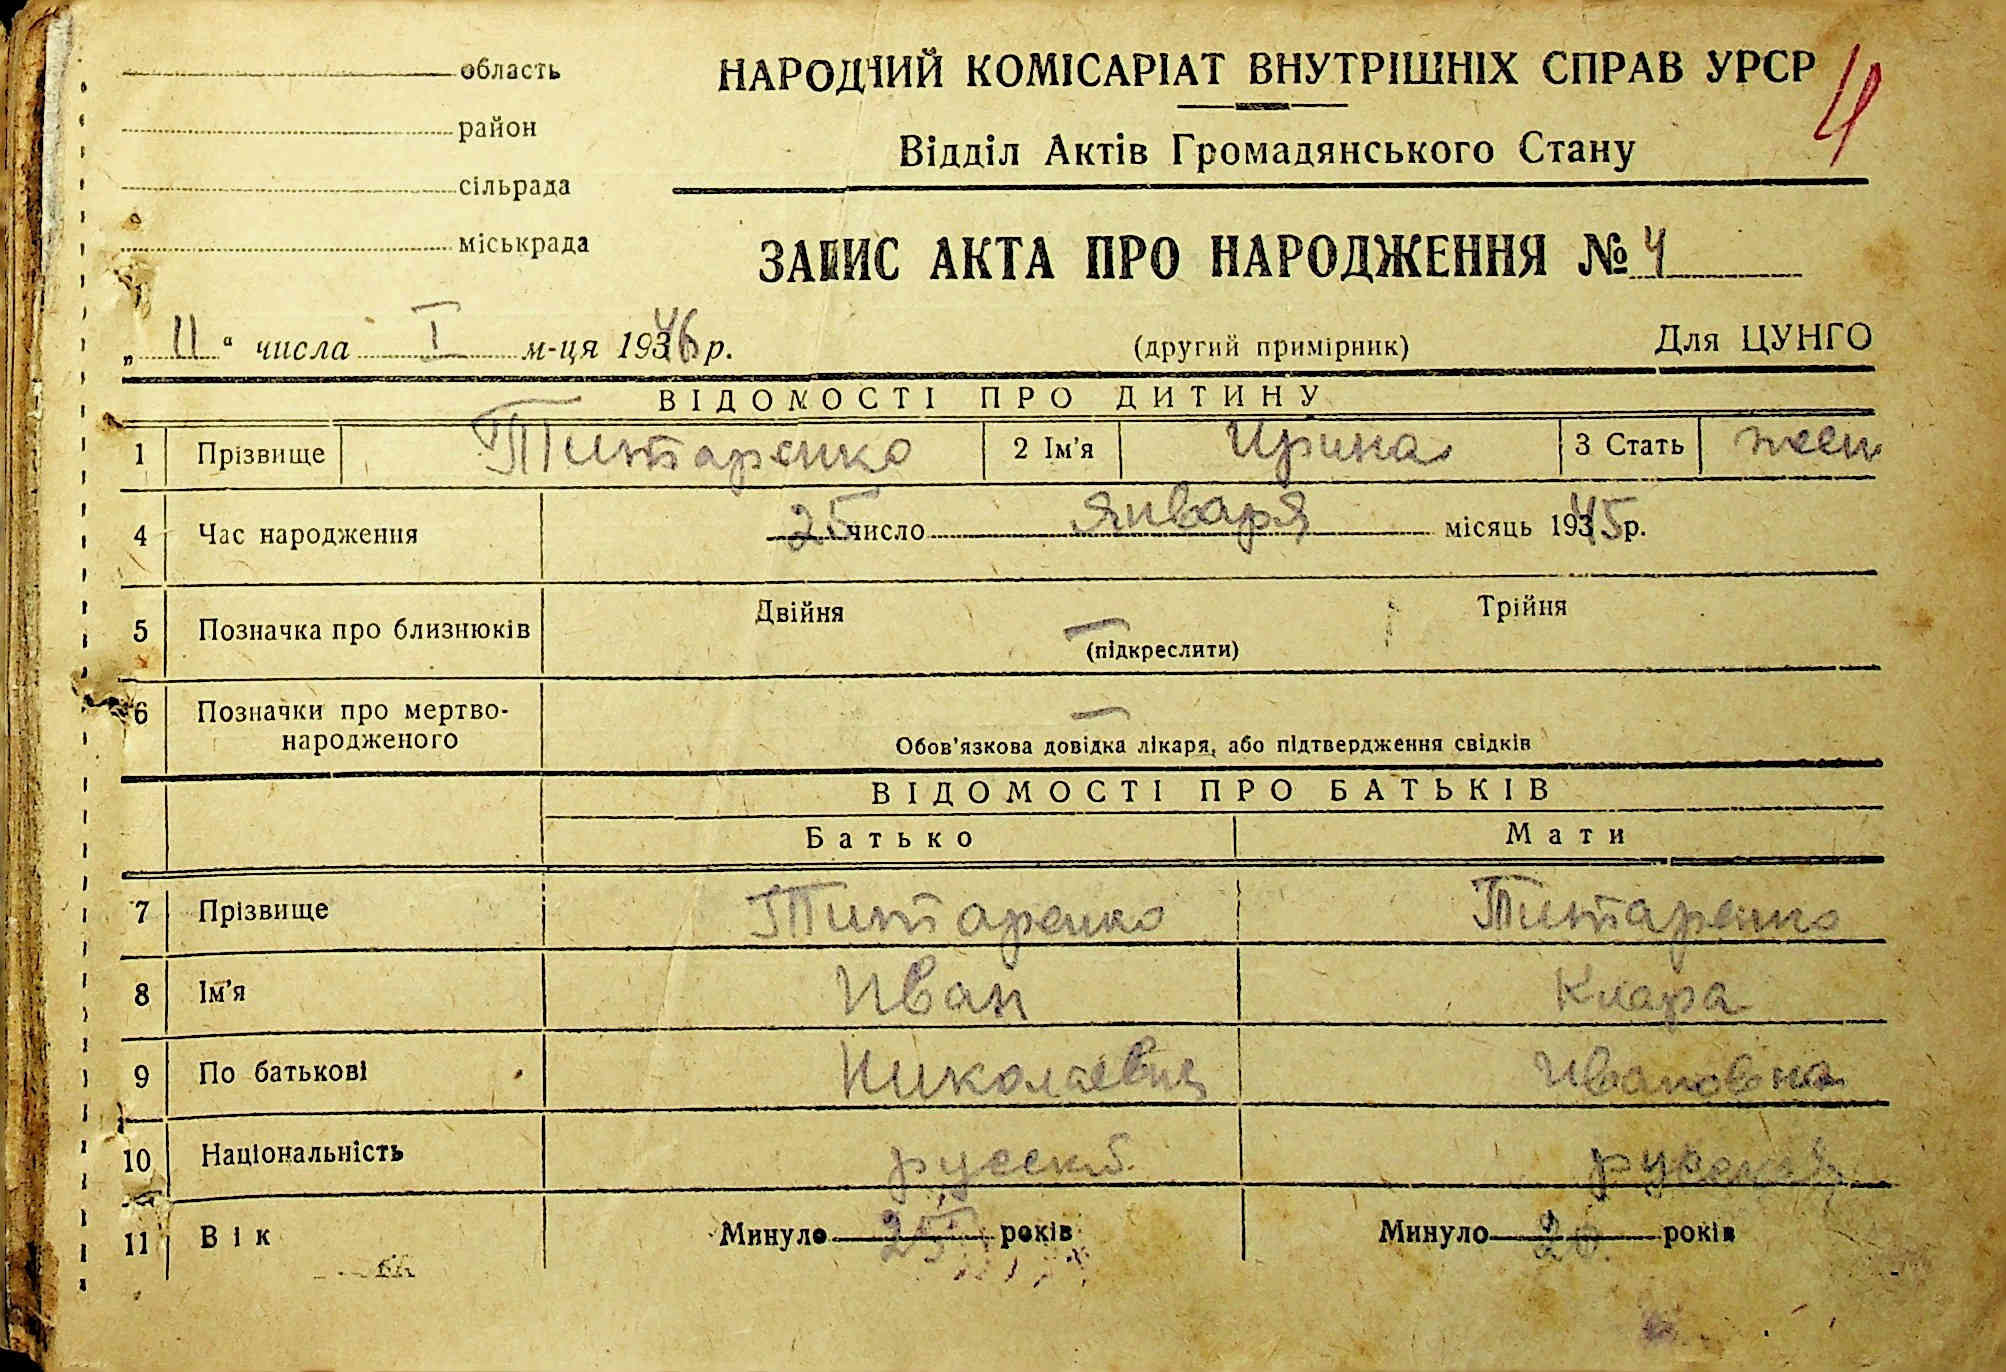 область
район
сільрада
міськрада
НАРОДНИЙ КОМІСАРІАТ ВНУТРІШНІХ СПРАВ УРСР
4
Відділ Актів Громадянського Стану
ЗАПИС АКТА ПРО НАРОДЖЕННЯ № 4
„ 11 " числа I м-ця 1946 р.
(другий примірник)
Для ЦУНГО
ВІДОМОСТІ ПРО ДИТИНУ
1 Прізвище Титаренко 2 Ім'я Ирина 3 Стать жен
4 Час народження 25 число января місяць 1945 р.
5 Позначка про близнюків Двійня Трійня
(підкреслити)
6 Позначки про мертво-
народженого
Обов'язкова довідка лікаря, або підтвердження свідків
ВІДОМОСТІ ПРО БАТЬКІВ
Батько Мати
7 Прізвище Титаренко Титаренко
8 Ім'я Иван Клара
9 По батькові Николаевич Ивановна
10 Національність русск. русская
11 Вік Минуло 25 років Минуло 20 років